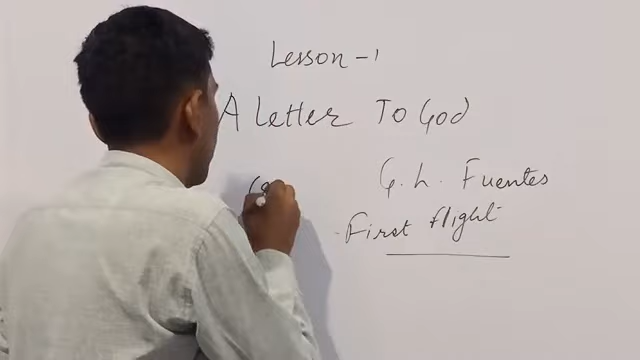 Lesson - 1
A Letter To God
G. L. Fuentes
- First flight